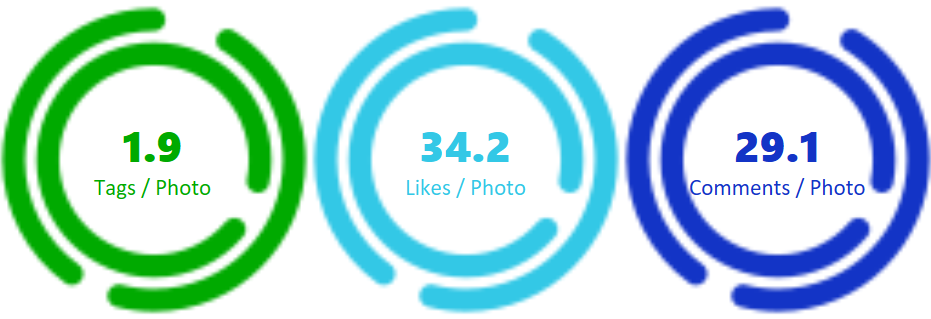 1.9
Tags / Photo
34.2
Likes / Photo
29.1
Comments / Photo